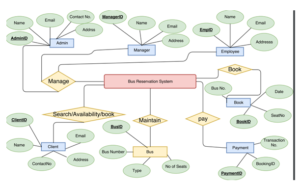 Contact No.
Email
Name
Addrss
AdminID
Admin
ManagerID
Name
Email
Address
Manager
Name
Email
EmpID
Addresss
Employee
Manage
Bus Reservation System
Book
Bus No.
Date
Book
SeatNo
BookID
Search/Availability/book
Maintain
pay
ClientID
Name
Email
Client
ContactNo
Address
BusID
Bus Number
Bus
Type
No.of Seats
Transaction No.
Payment
BookingID
PaymentID